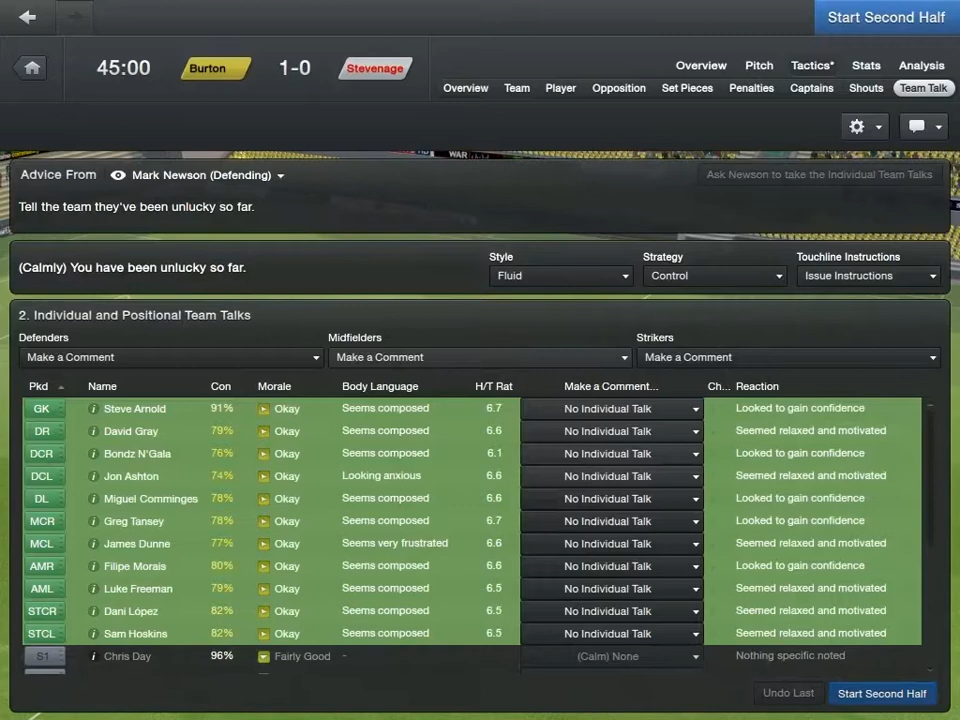 Start Second Half
45:00 Burton 1-0 Stevenage
Overview Pitch Tactics* Stats Analysis
Overview Team Player Opposition Set Pieces Penalties Captains Shouts Team Talk
WAR
Advice From Mark Newson (Defending) Ask Newson to take the Individual Team Talks
Tell the team they've been unlucky so far.
Style Strategy Touchline Instructions
(Calmly) You have been unlucky so far. Fluid Control Issue Instructions
2. Individual and Positional Team Talks
Defenders Midfielders Strikers
Make a Comment Make a Comment Make a Comment
Pkd Name Con Morale Body Language H/T Rat Make a Comment... Ch... Reaction
GK i Steve Arnold 91% Okay Seems composed 6.7 No Individual Talk Looked to gain confidence
DR i David Gray 79% Okay Seems composed 6.6 No Individual Talk Seemed relaxed and motivated
DCR i Bondz N'Gala 76% Okay Seems composed 6.1 No Individual Talk Looked to gain confidence
DCL i Jon Ashton 74% Okay Looking anxious 6.6 No Individual Talk Seemed relaxed and motivated
DL i Miguel Comminges 78% Okay Seems composed 6.6 No Individual Talk Looked to gain confidence
MCR i Greg Tansey 78% Okay Seems composed 6.7 No Individual Talk Looked to gain confidence
MCL i James Dunne 77% Okay Seems very frustrated 6.6 No Individual Talk Seemed relaxed and motivated
AMR i Filipe Morais 80% Okay Seems composed 6.6 No Individual Talk Looked to gain confidence
AML i Luke Freeman 79% Okay Seems composed 6.5 No Individual Talk Seemed relaxed and motivated
STCR i Dani López 82% Okay Seems composed 6.5 No Individual Talk Seemed relaxed and motivated
STCL i Sam Hoskins 82% Okay Seems composed 6.5 No Individual Talk Seemed relaxed and motivated
S1 i Chris Day 96% Fairly Good - (Calm) None Nothing specific noted
Undo Last Start Second Half